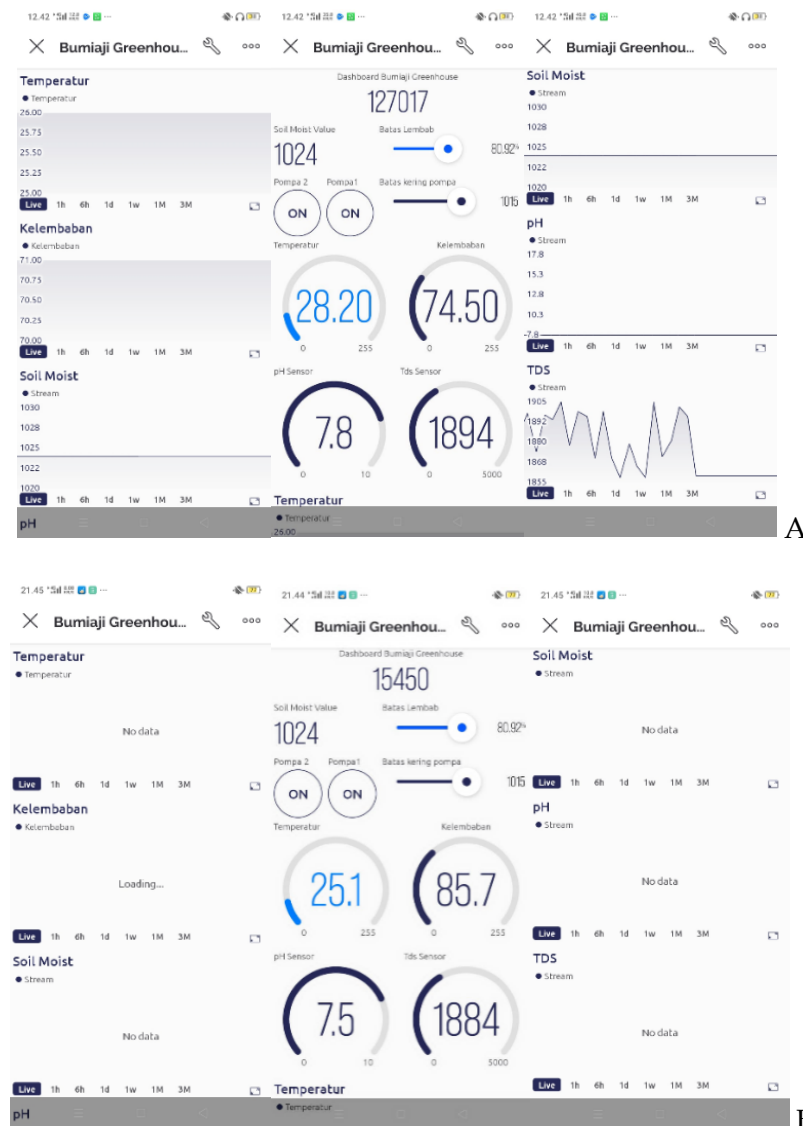 12.42
Bumiaji Greenhou...
Temperatur
Temperatur
26.00
25.75
25.50
25.25
25.00
Live 1h 6h 1d 1w 1M 3M
Kelembaban
Kelembaban
71.00
70.75
70.50
70.25
70.00
Live 1h 6h 1d 1w 1M 3M
Soil Moist
Stream
1030
1028
1025
1022
1020
Live 1h 6h 1d 1w 1M 3M
pH
12.42
Bumiaji Greenhou...
Dashboard Bumiaji Greenhouse
127017
Soil Moist Value Batas Lembab
1024 80.92%
Pompa 2 Pompa1 Batas kering pompa
ON ON 1015
Temperatur Kelembaban
28.20 74.50
0 255 0 255
pH Sensor Tds Sensor
7.8 1894
0 10 0 5000
Temperatur
Temperatur
26.00
12.42
Bumiaji Greenhou...
Soil Moist
Stream
1030
1028
1025
1022
1020
Live 1h 6h 1d 1w 1M 3M
pH
Stream
17.8
15.3
12.8
10.3
7.8
Live 1h 6h 1d 1w 1M 3M
TDS
Stream
1905
1892
1880
1868
1855
Live 1h 6h 1d 1w 1M 3M
A
21.45
Bumiaji Greenhou...
Temperatur
Temperatur
No data
Live 1h 6h 1d 1w 1M 3M
Kelembaban
Kelembaban
Loading...
Live 1h 6h 1d 1w 1M 3M
Soil Moist
Stream
No data
Live 1h 6h 1d 1w 1M 3M
pH
21.44
Bumiaji Greenhou...
Dashboard Bumiaji Greenhouse
15450
Soil Moist Value Batas Lembab
1024 80.92%
Pompa 2 Pompa1 Batas kering pompa
ON ON 1015
Temperatur Kelembaban
25.1 85.7
0 255 0 255
pH Sensor Tds Sensor
7.5 1884
0 10 0 5000
Temperatur
Temperatur
21.45
Bumiaji Greenhou...
Soil Moist
Stream
No data
Live 1h 6h 1d 1w 1M 3M
pH
Stream
No data
Live 1h 6h 1d 1w 1M 3M
TDS
Stream
No data
Live 1h 6h 1d 1w 1M 3M